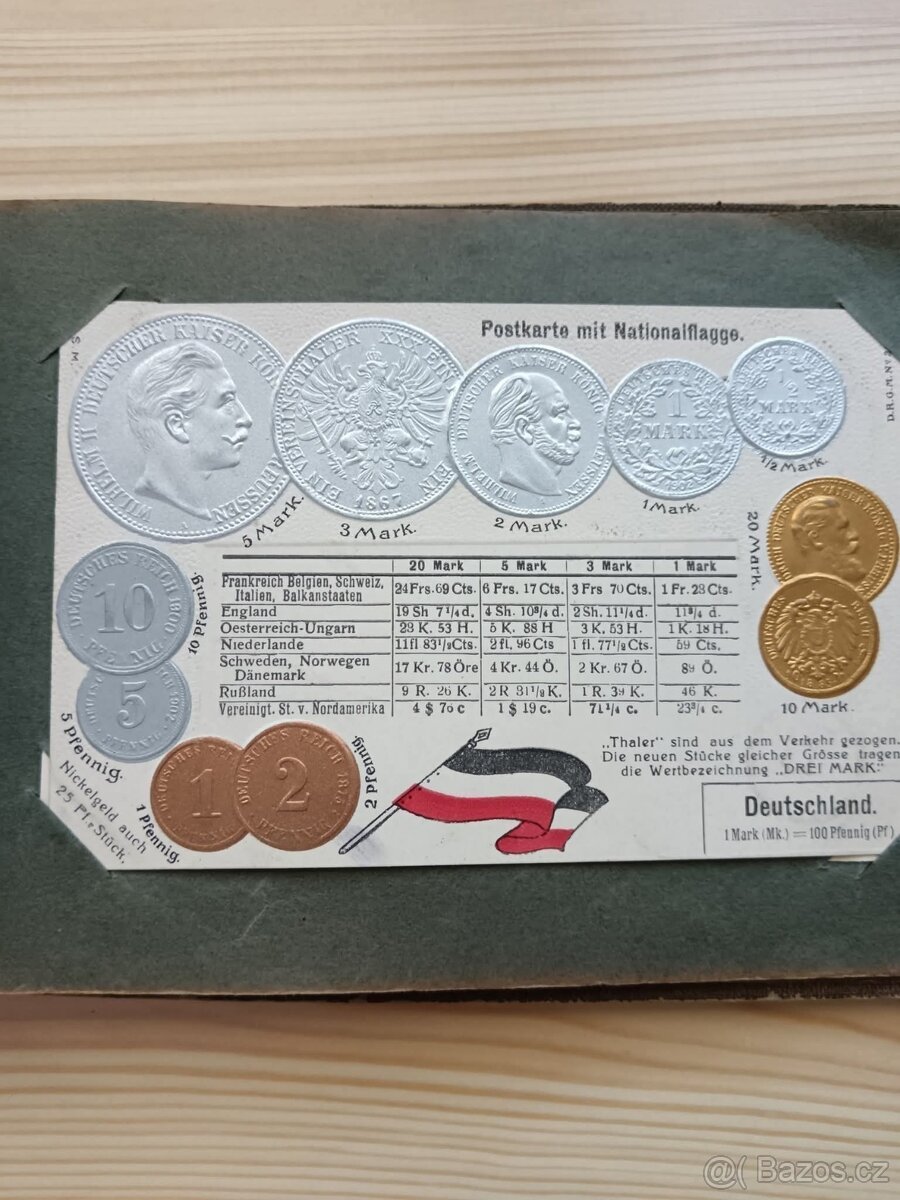 Postkarte mit Nationalflagge.
S M
D.R.G.M. Nº
WILHELM II DEUTSCHER KAISER KÖN
REUSSEN
A
5 Mark.
EIN VEREINSTHALER XXX EIN
EIN
1867
3 Mark.
WILHELM DEUTSCHER KAISER KÖNIG
PREUSSEN
2 Mark.
1
MARK
1 Mark.
1/2
MARK
1/2 Mark.
20 Mark.
10 Mark.
DEUTSCHES REICH 1900
10
PFENNIG
10 Pfennig.
5
PFENNIG
5 Pfennig.
Nickelgeld auch
25 Pf.-Stück.
DEUTSCHES REICH
1
1 Pfennig.
DEUTSCHES REICH
2
PFENNIG
2 Pfennig.
20 Mark 5 Mark 3 Mark 1 Mark
Frankreich Belgien, Schweiz,
Italien, Balkanstaaten 24 Frs. 69 Cts. 6 Frs. 17 Cts. 3 Frs 70 Cts. 1 Fr. 23 Cts.
England 19 Sh 7 1/4 d. 4 Sh. 10 3/4 d. 2 Sh. 11 1/4 d. 11 3/4 d.
Oesterreich-Ungarn 23 K. 53 H. 5 K. 88 H 3 K. 53 H. 1 K. 18 H.
Niederlande 11 fl 83 1/2 Cts. 2 fl. 96 Cts 1 fl. 77 1/2 Cts 59 Cts.
Schweden, Norwegen
Dänemark 17 Kr. 78 Öre 4 Kr. 44 Ö. 2 Kr. 67 Ö. 89 Ö.
Rußland 9 R. 26 K. 2 R 31 1/2 K. 1 R. 39 K. 46 K.
Vereinigt. St. v. Nordamerika 4 $ 76 c 1 $ 19 c. 71 1/4 c. 23 3/4 c.
„Thaler" sind aus dem Verkehr gezogen.
Die neuen Stücke gleicher Grösse tragen
die Wertbezeichnung „DREI MARK."
Deutschland.
1 Mark (Mk.) = 100 Pfennig (Pf)
@( Bazos.cz